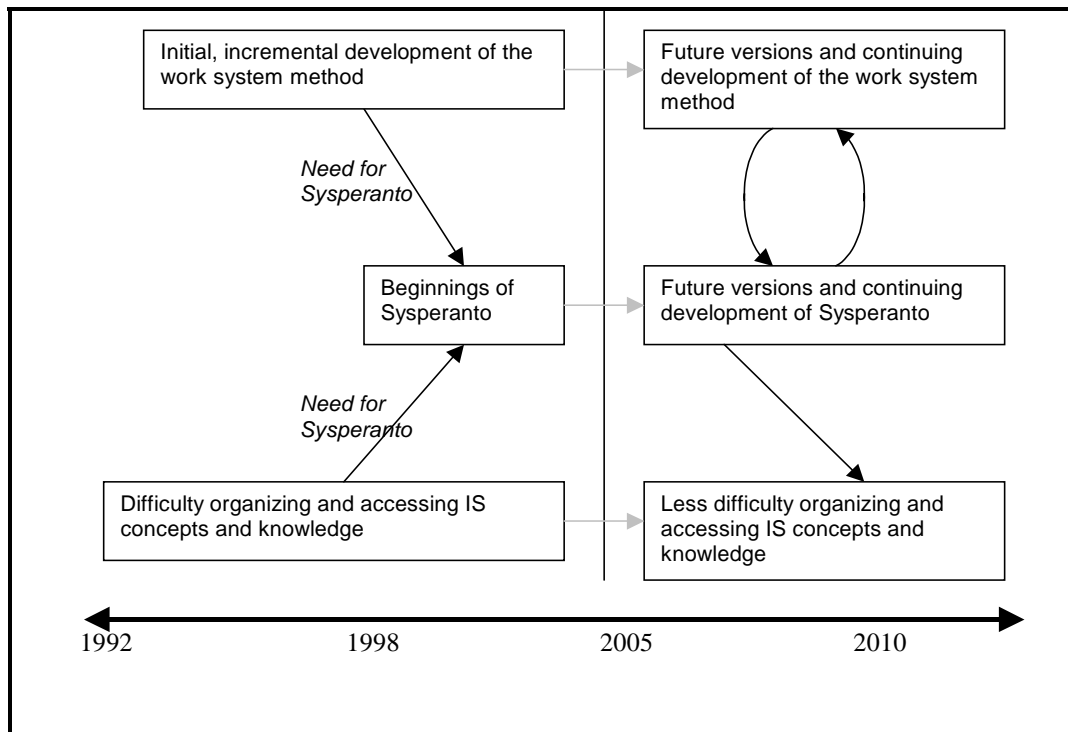 Initial, incremental development of the
work system method
Future versions and continuing
development of the work system
method
Need for
Sysperanto
Beginnings of
Sysperanto
Future versions and continuing
development of Sysperanto
Need for
Sysperanto
Difficulty organizing and accessing IS
concepts and knowledge
Less difficulty organizing and
accessing IS concepts and
knowledge
1992 1998 2005 2010